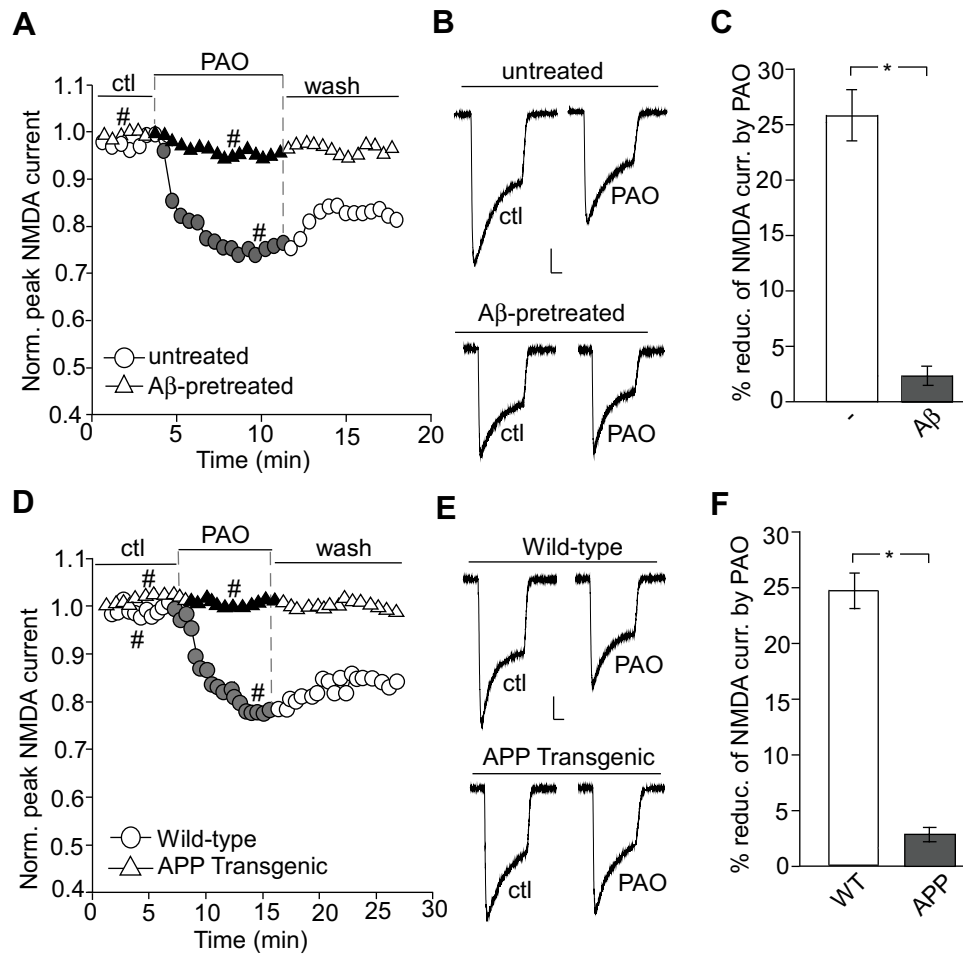 A
PAO
ctl
wash
#
#
#
1.1
1.0
0.9
0.8
0.7
0.6
0.5
0.4
Norm. peak NMDA current
untreated
Aβ-pretreated
0
5
10
15
20
Time (min)
B
untreated
ctl
PAO
Aβ-pretreated
ctl
PAO
C
*
30
25
20
15
10
5
0
% reduc. of NMDA curr. by PAO
-
Aβ
D
PAO
ctl
wash
#
#
#
#
1.1
1.0
0.9
0.8
0.7
0.6
0.5
0.4
Norm. peak NMDA current
Wild-type
APP Transgenic
0
5
10
15
20
25
30
Time (min)
E
Wild-type
ctl
PAO
APP Transgenic
ctl
PAO
F
*
30
25
20
15
10
5
0
% reduc. of NMDA curr. by PAO
WT
APP